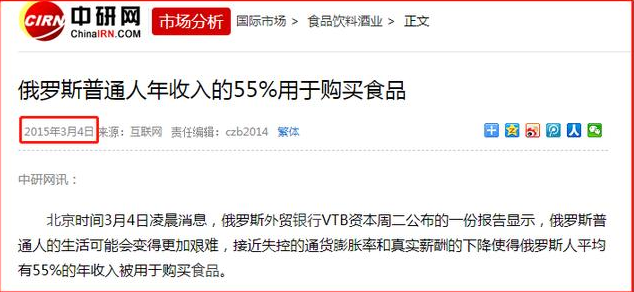 CIRN 中研网
ChinaIRN.COM
市场分析 国际市场 > 食品饮料酒业 > 正文
俄罗斯普通人年收入的55%用于购买食品
2015年3月4日 来源：互联网 责任编辑：czb2014 繁体
中研网讯：
北京时间3月4日凌晨消息，俄罗斯外贸银行VTB资本周二公布的一份报告显示，俄罗斯普
通人的生活可能会变得更加艰难，接近失控的通货膨胀率和真实薪酬的下降使得俄罗斯人平均
有55%的年收入被用于购买食品。